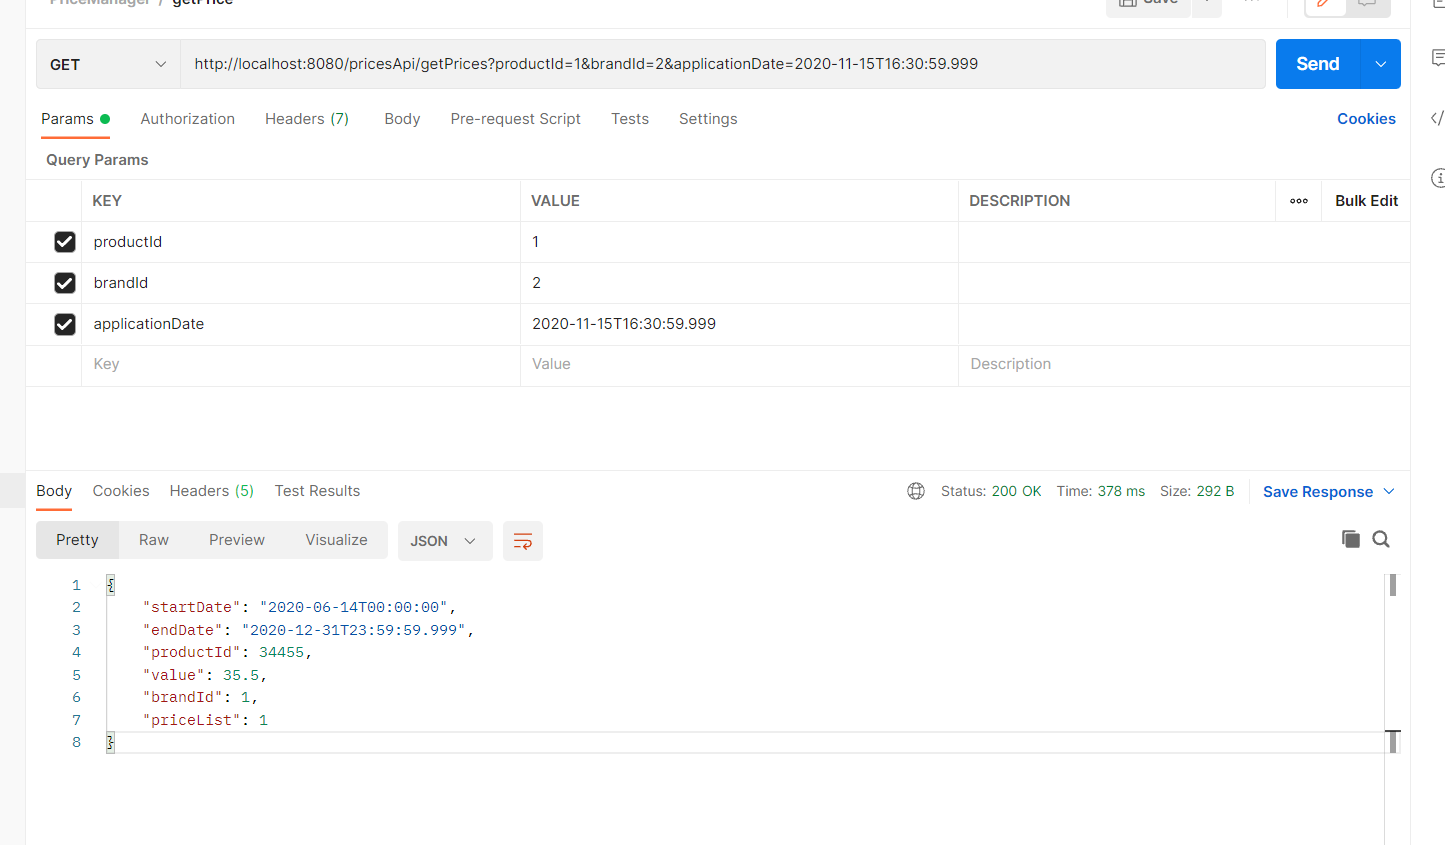 PriceManager / getPrice
Save
GET http://localhost:8080/pricesApi/getPrices?productId=1&brandId=2&applicationDate=2020-11-15T16:30:59.999 Send
Params Authorization Headers (7) Body Pre-request Script Tests Settings Cookies
Query Params
KEY VALUE DESCRIPTION Bulk Edit
productId 1
brandId 2
applicationDate 2020-11-15T16:30:59.999
Key Value Description
Body Cookies Headers (5) Test Results Status: 200 OK Time: 378 ms Size: 292 B Save Response
Pretty Raw Preview Visualize JSON
1 {
2 "startDate": "2020-06-14T00:00:00",
3 "endDate": "2020-12-31T23:59:59.999",
4 "productId": 34455,
5 "value": 35.5,
6 "brandId": 1,
7 "priceList": 1
8 }